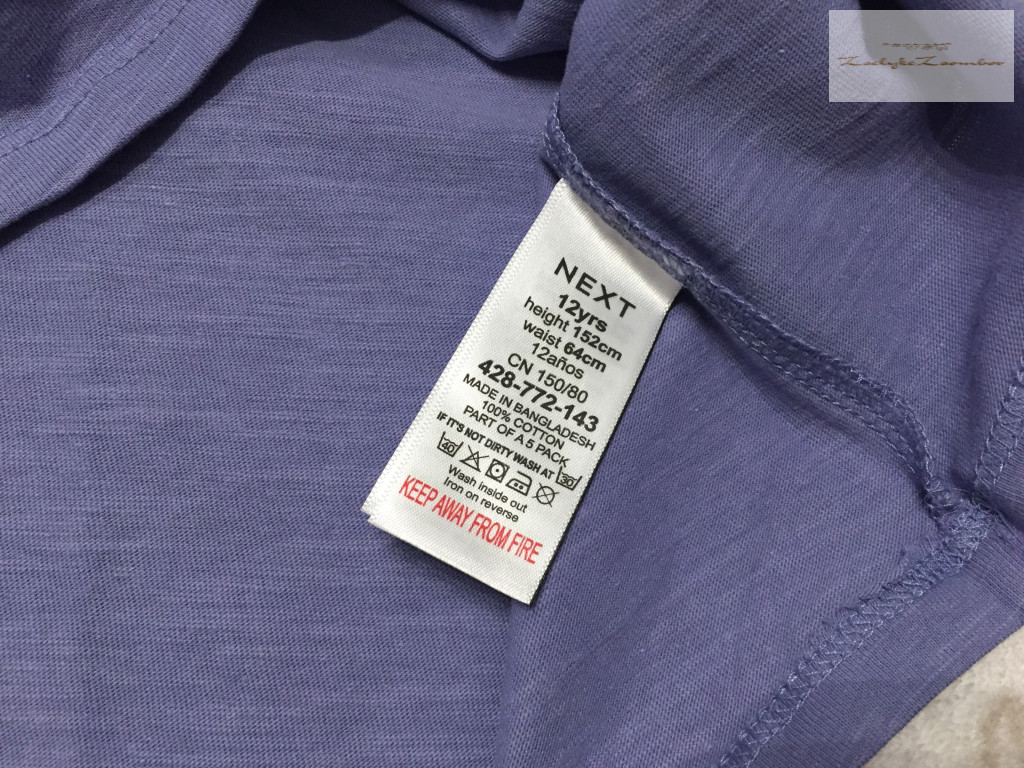 NEXT
12yrs
height 152cm
waist 64cm
12años
CN 150/80
428-772-143
MADE IN BANGLADESH
100% COTTON
PART OF A 5 PACK
IF IT'S NOT DIRTY WASH AT 30
40
Wash inside out
Iron on reverse
KEEP AWAY FROM FIRE